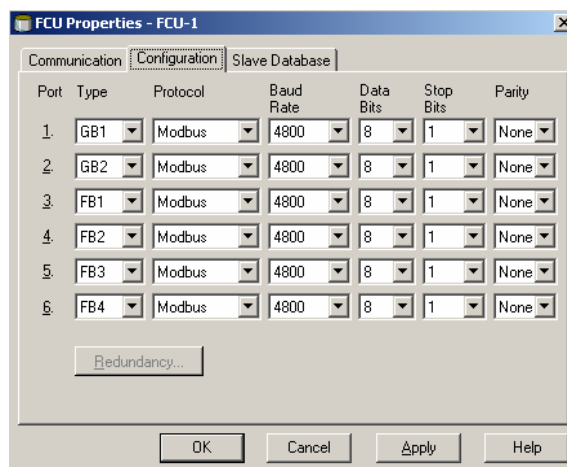 FCU Properties - FCU-1
Communication Configuration Slave Database
Port Type Protocol Baud Rate Data Bits Stop Bits Parity
1. GB1 Modbus 4800 8 1 None
2. GB2 Modbus 4800 8 1 None
3. FB1 Modbus 4800 8 1 None
4. FB2 Modbus 4800 8 1 None
5. FB3 Modbus 4800 8 1 None
6. FB4 Modbus 4800 8 1 None
Redundancy...
OK Cancel Apply Help